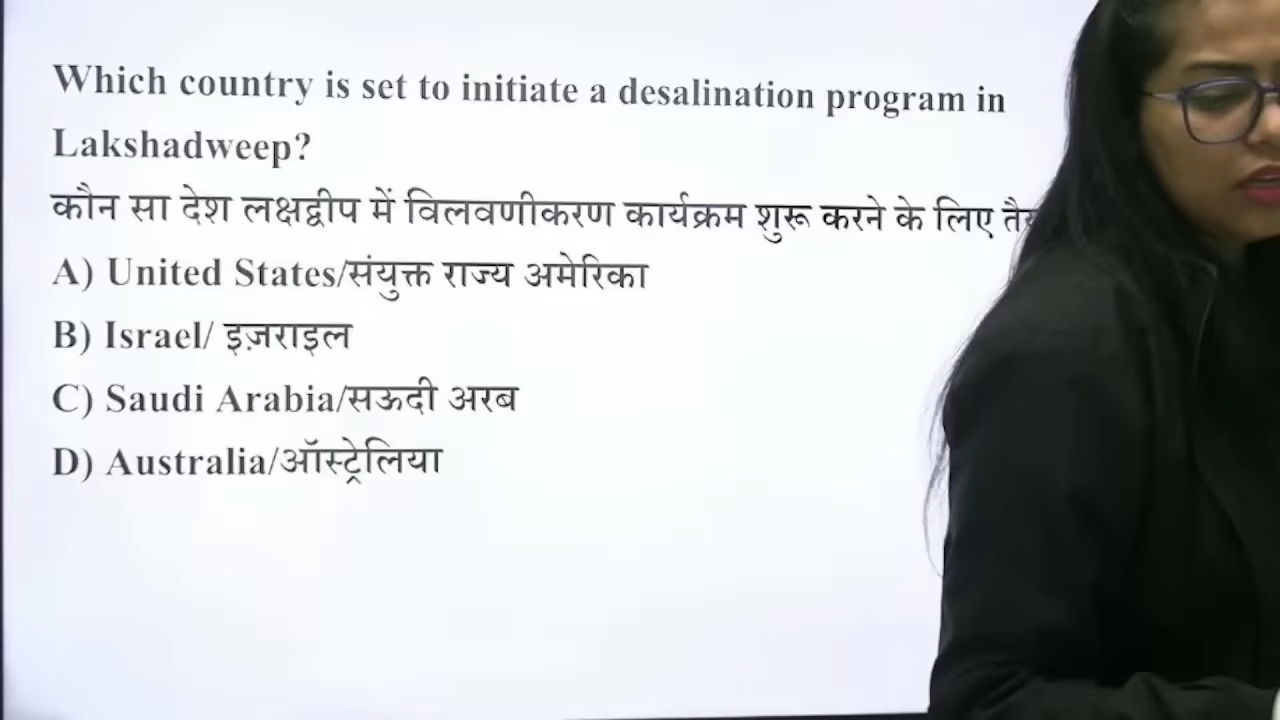 Which country is set to initiate a desalination program in
Lakshadweep?
कौन सा देश लक्षद्वीप में विलवणीकरण कार्यक्रम शुरू करने के लिए
A) United States/संयुक्त राज्य अमेरिका
B) Israel/ इज़राइल
C) Saudi Arabia/सऊदी अरब
D) Australia/ऑस्ट्रेलिया